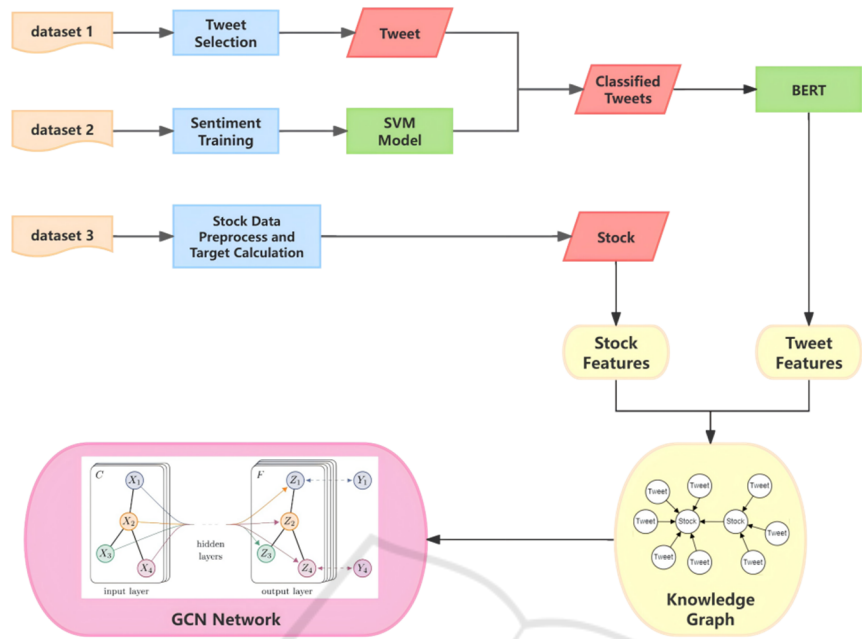 dataset 1
Tweet
Selection
Tweet
dataset 2
Sentiment
Training
SVM
Model
Classified
Tweets
BERT
dataset 3
Stock Data
Preprocess and
Target Calculation
Stock
Stock
Features
Tweet
Features
C
X1
X2
X3
X4
input layer
hidden
layers
F
Z1
Z2
Z3
Z4
output layer
Y1
Y4
GCN Network
Tweet
Tweet
Tweet
Tweet
Stock
Stock
Tweet
Tweet
Tweet
Tweet
Knowledge
Graph